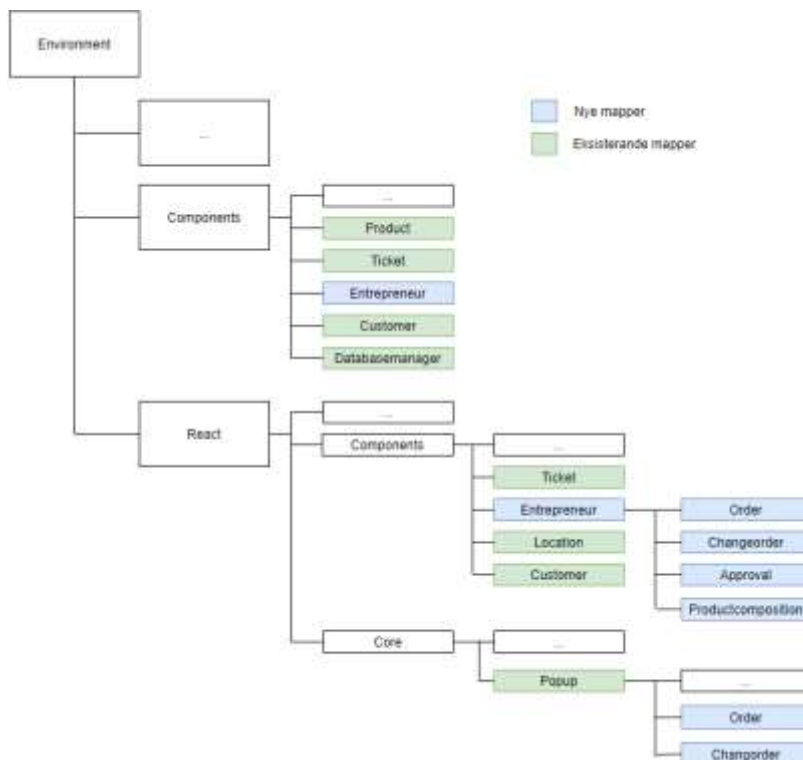 Environment
Nye mapper
...
Eksisterande mapper
...
Components
Product
Ticket
Entrepreneur
Customer
Databasemanager
...
React
Components
...
Ticket
Entrepreneur
Order
Location
Changeorder
Customer
Approval
Productcomposition
Core
...
Popup
...
Order
Changorder